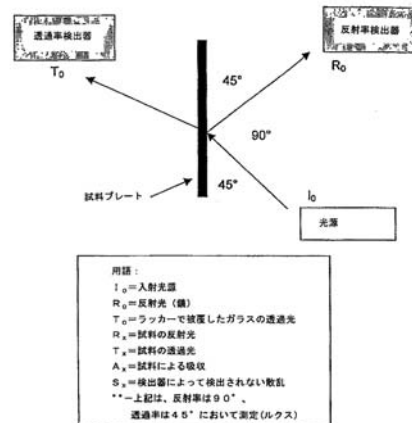 透過率検出器
反射率検出器
T₀
R₀
45°
90°
45°
試料プレート
I₀
光源
用語：
I₀＝入射光源
R₀＝反射光（鏡）
T₀＝ラッカーで被覆したガラスの透過光
Rₓ＝試料の反射光
Tₓ＝試料の透過光
Aₓ＝試料による吸収
Sₓ＝検出器によって検出されない散乱
**－上記は、反射率は90°、
透過率は45°において測定(ルクス)